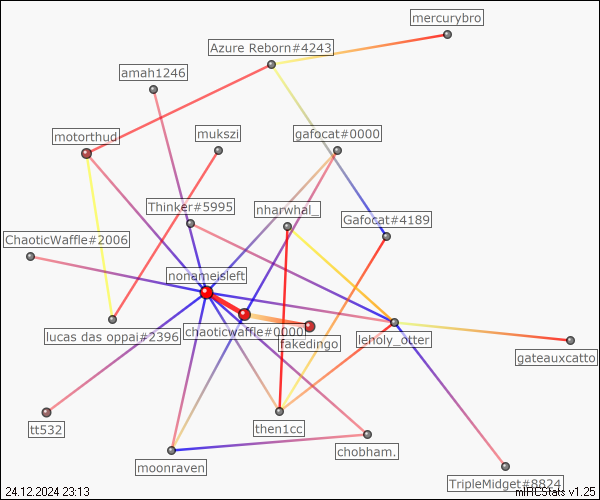 mercurybro
Azure Reborn#4243
amah1246
motorthud
mukszi
gafocat#0000
Thinker#5995
nharwhal_
Gafocat#4189
ChaoticWaffle#2006
nonameisleft
chaoticwaffle#0000
fakedingo
lucas das oppai#2396
leholy_otter
gateauxcatto
tt532
then1cc
chobham.
moonraven
TripleMidget#8824
24.12.2024 23:13
mIRCStats v1.25